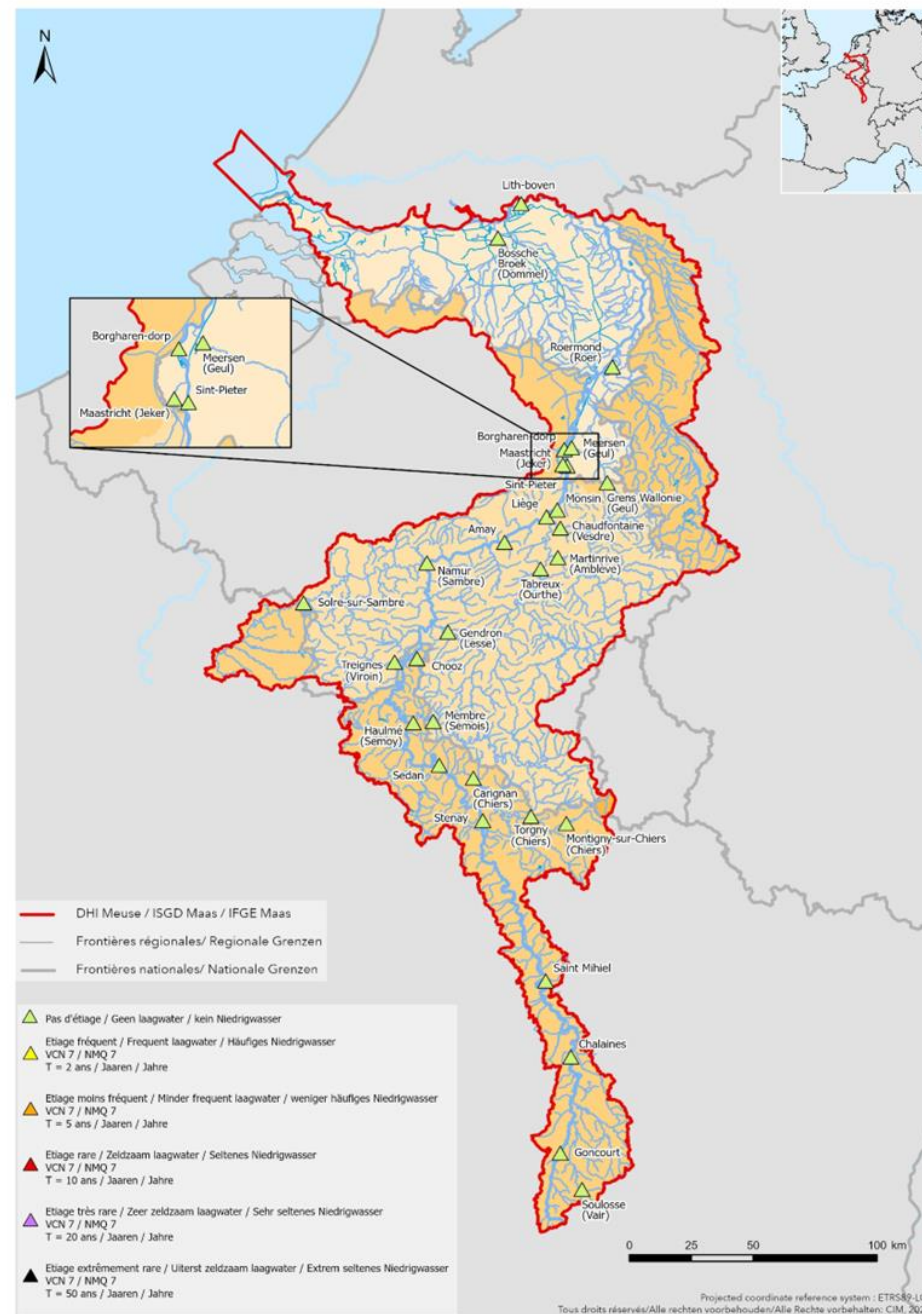 N
Lith-boven
Bossche
Broek
(Dommel)
Roermond
(Roer)
Borgharen-dorp
Meersen
(Geul)
Sint-Pieter
Maastricht (Jeker)
Borgharen-dorp
Maastricht
(Jeker)
Meersen
(Geul)
Sint-Pieter
Monsin
Grens Wallonie
(Geul)
Liège
Chaudfontaine
(Vesdre)
Amay
Martinrive
(Amblève)
Namur
(Sambre)
Tabreux
(Ourthe)
Solre-sur-Sambre
Gendron
(Lesse)
Treignes
(Viroin)
Chooz
Membre
(Semois)
Haulmé
(Semoy)
Sedan
Carignan
(Chiers)
Stenay
Torgny
(Chiers)
Montigny-sur-Chiers
(Chiers)
Saint Mihiel
Chalaines
Goncourt
Soulosse
(Vair)
DHI Meuse / ISGD Maas / IFGE Maas
Frontières régionales/ Regionale Grenzen
Frontières nationales/ Nationale Grenzen
Pas d'étiage / Geen laagwater / kein Niedrigwasser
Etiage fréquent / Frequent laagwater / Häufiges Niedrigwasser
VCN 7 / NMQ 7
T = 2 ans / Jaaren / Jahre
Etiage moins fréquent / Minder frequent laagwater / weniger häufiges Niedrigwasser
VCN 7 / NMQ 7
T = 5 ans / Jaaren / Jahre
Etiage rare / Zeldzaam laagwater / Seltenes Niedrigwasser
VCN 7 / NMQ 7
T = 10 ans / Jaaren / Jahre
Etiage très rare / Zeer zeldzaam laagwater / Sehr seltenes Niedrigwasser
VCN 7 / NMQ 7
T = 20 ans / Jaaren / Jahre
Etiage extrêmement rare / Uiterst zeldzaam laagwater / Extrem seltenes Niedrigwasser
VCN 7 / NMQ 7
T = 50 ans / Jaaren / Jahre
0 25 50 100 km
Projected coordinate reference system : ETRS89-L
Tous droits réservés/Alle rechten voorbehouden/Alle Rechte vorbehalten: CIM,